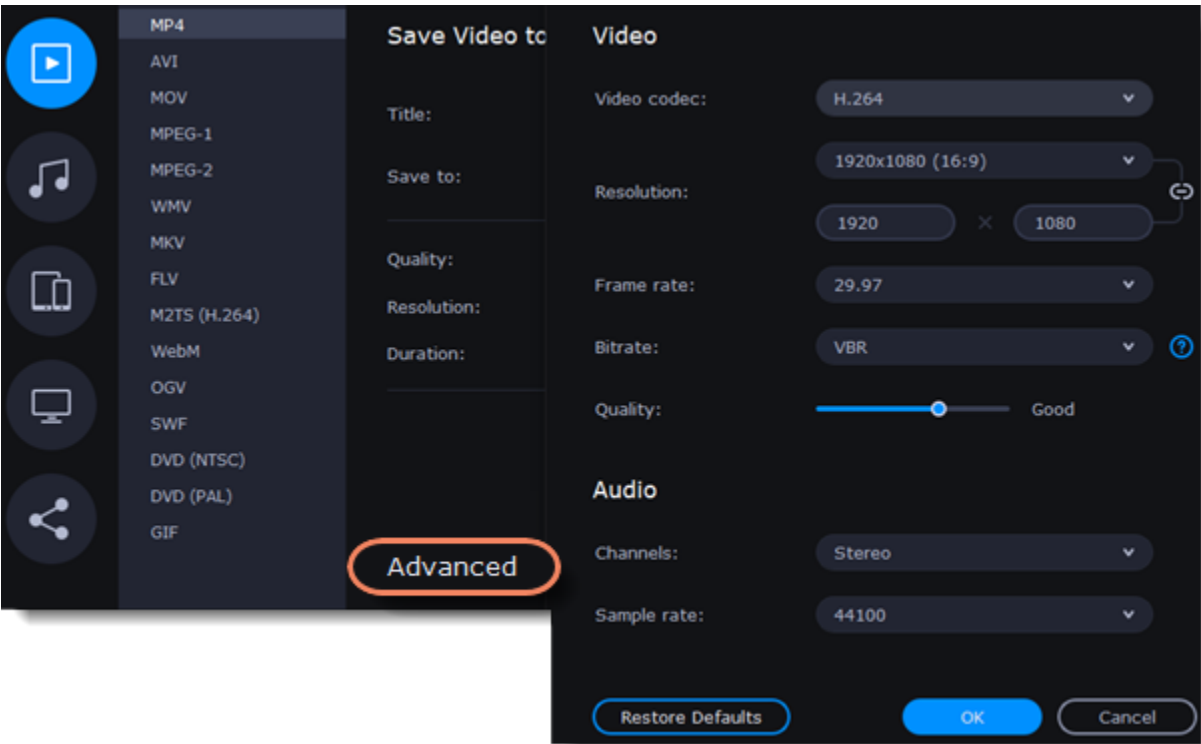 MP4
AVI
MOV
MPEG-1
MPEG-2
WMV
MKV
FLV
M2TS (H.264)
WebM
OGV
SWF
DVD (NTSC)
DVD (PAL)
GIF
Save Video to
Title:
Save to:
Quality:
Resolution:
Duration:
Advanced
Video
Video codec: H.264
1920x1080 (16:9)
Resolution:
1920 × 1080
Frame rate: 29.97
Bitrate: VBR ?
Quality: Good
Audio
Channels: Stereo
Sample rate: 44100
Restore Defaults OK Cancel